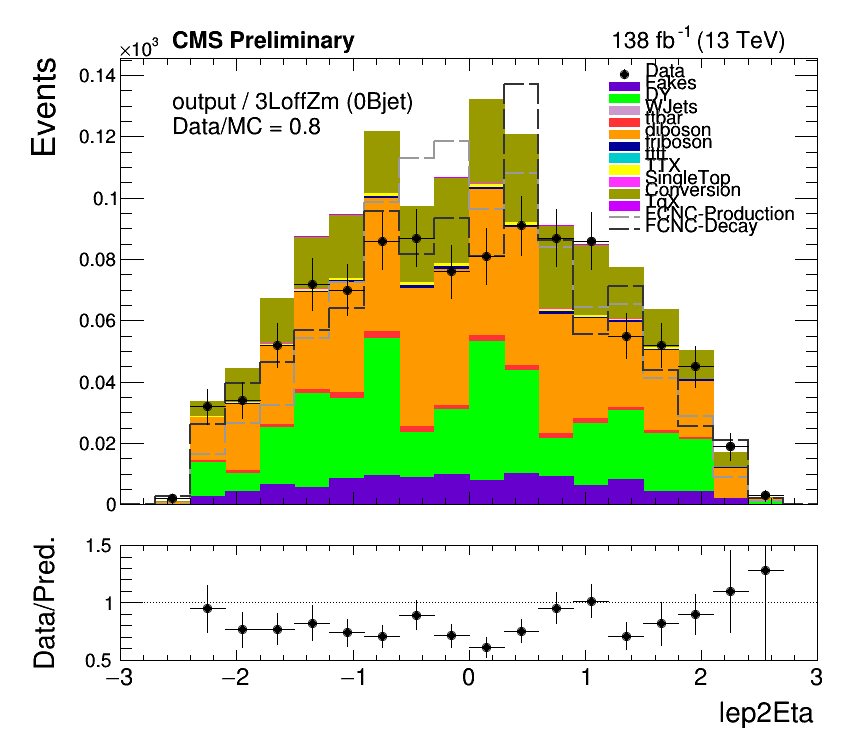 ×10³ CMS Preliminary 138 fb⁻¹ (13 TeV)
Events
output / 3LoffZm (0Bjet)
Data/MC = 0.8
Data
Fakes
DY
WJets
ttbar
diboson
triboson
tttt
TTX
SingleTop
Conversion
TqX
FCNC-Production
FCNC-Decay
0.14
0.12
0.1
0.08
0.06
0.04
0.02
0
Data/Pred.
1.5
1
0.5
−3 −2 −1 0 1 2 3
lep2Eta